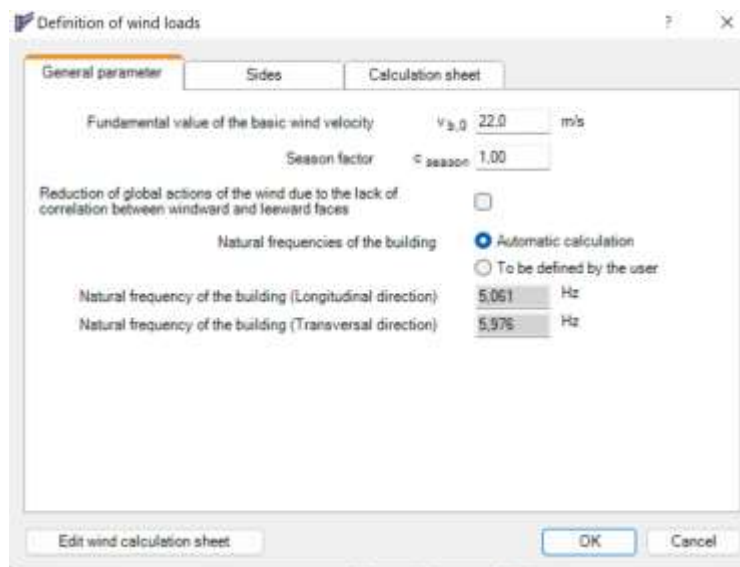 Definition of wind loads ? ×
General parameter Sides Calculation sheet
Fundamental value of the basic wind velocity v b,0 22.0 m/s
Season factor c season 1,00
Reduction of global actions of the wind due to the lack of
correlation between windward and leeward faces
Natural frequencies of the building Automatic calculation
To be defined by the user
Natural frequency of the building (Longitudinal direction) 5,061 Hz
Natural frequency of the building (Transversal direction) 5,976 Hz
Edit wind calculation sheet OK Cancel